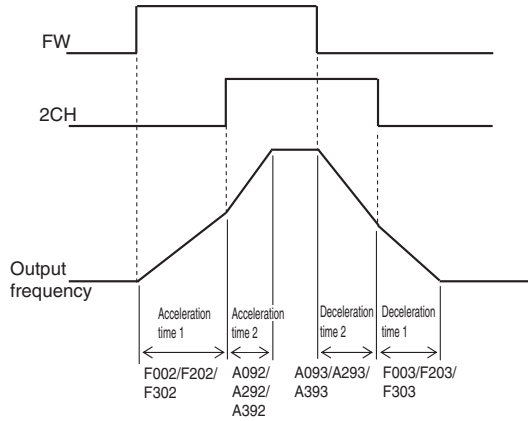 FW
2CH
Output
frequency
Acceleration
time 1
Acceleration
time 2
Deceleration
time 2
Deceleration
time 1
F002/F202/
F302
A092/
A292/
A392
A093/A293/
A393
F003/F203/
F303